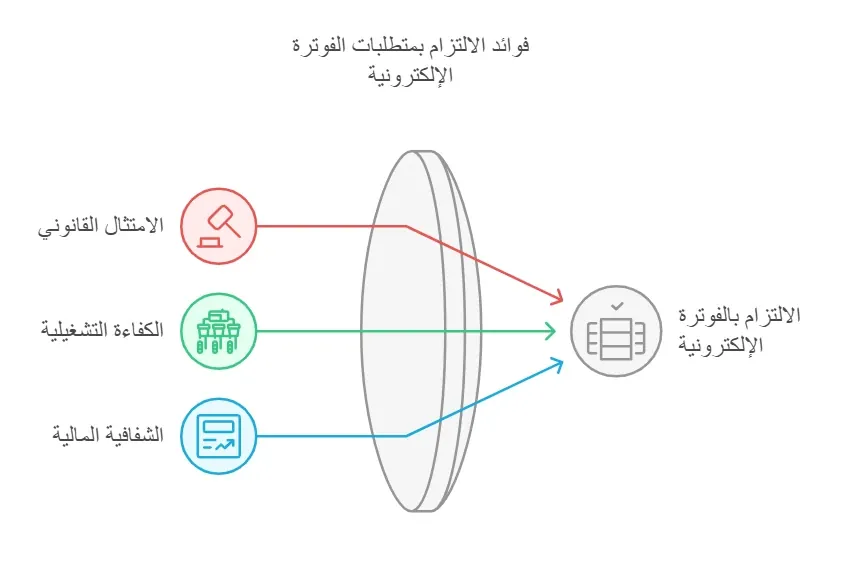 فوائد الالتزام بمتطلبات الفوترة
الإلكترونية
الامتثال القانوني
الكفاءة التشغيلية
الشفافية المالية
الالتزام بالفوترة
الإلكترونية